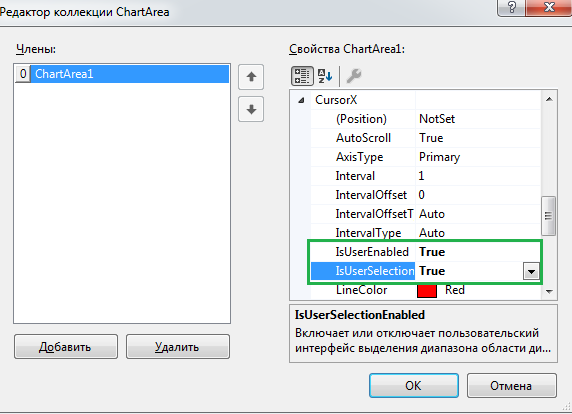 Редактор коллекции ChartArea
Члены:
0 ChartArea1
Добавить
Удалить
Свойства ChartArea1:
CursorX
(Position) NotSet
AutoScroll True
AxisType Primary
Interval 1
IntervalOffset 0
IntervalOffsetT Auto
IntervalType Auto
IsUserEnabled True
IsUserSelection True
LineColor Red
IsUserSelectionEnabled
Включает или отключает пользовательский
интерфейс выделения диапазона области ди...
OK
Отмена